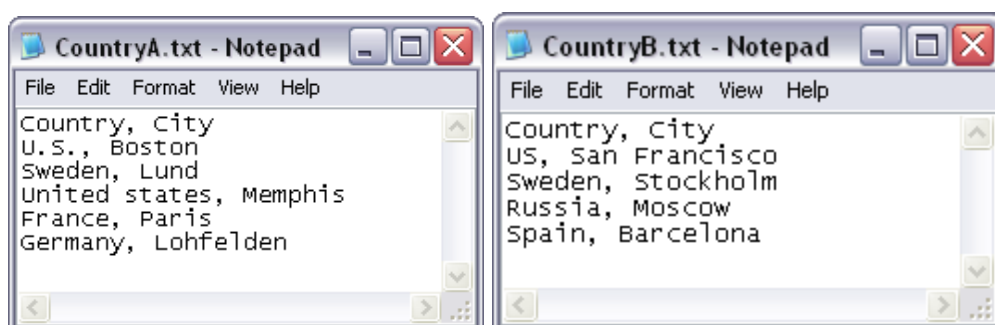 CountryA.txt - Notepad
File Edit Format View Help
Country, City
U.S., Boston
Sweden, Lund
United states, Memphis
France, Paris
Germany, Lohfelden
CountryB.txt - Notepad
File Edit Format View Help
Country, City
US, San Francisco
Sweden, Stockholm
Russia, Moscow
Spain, Barcelona